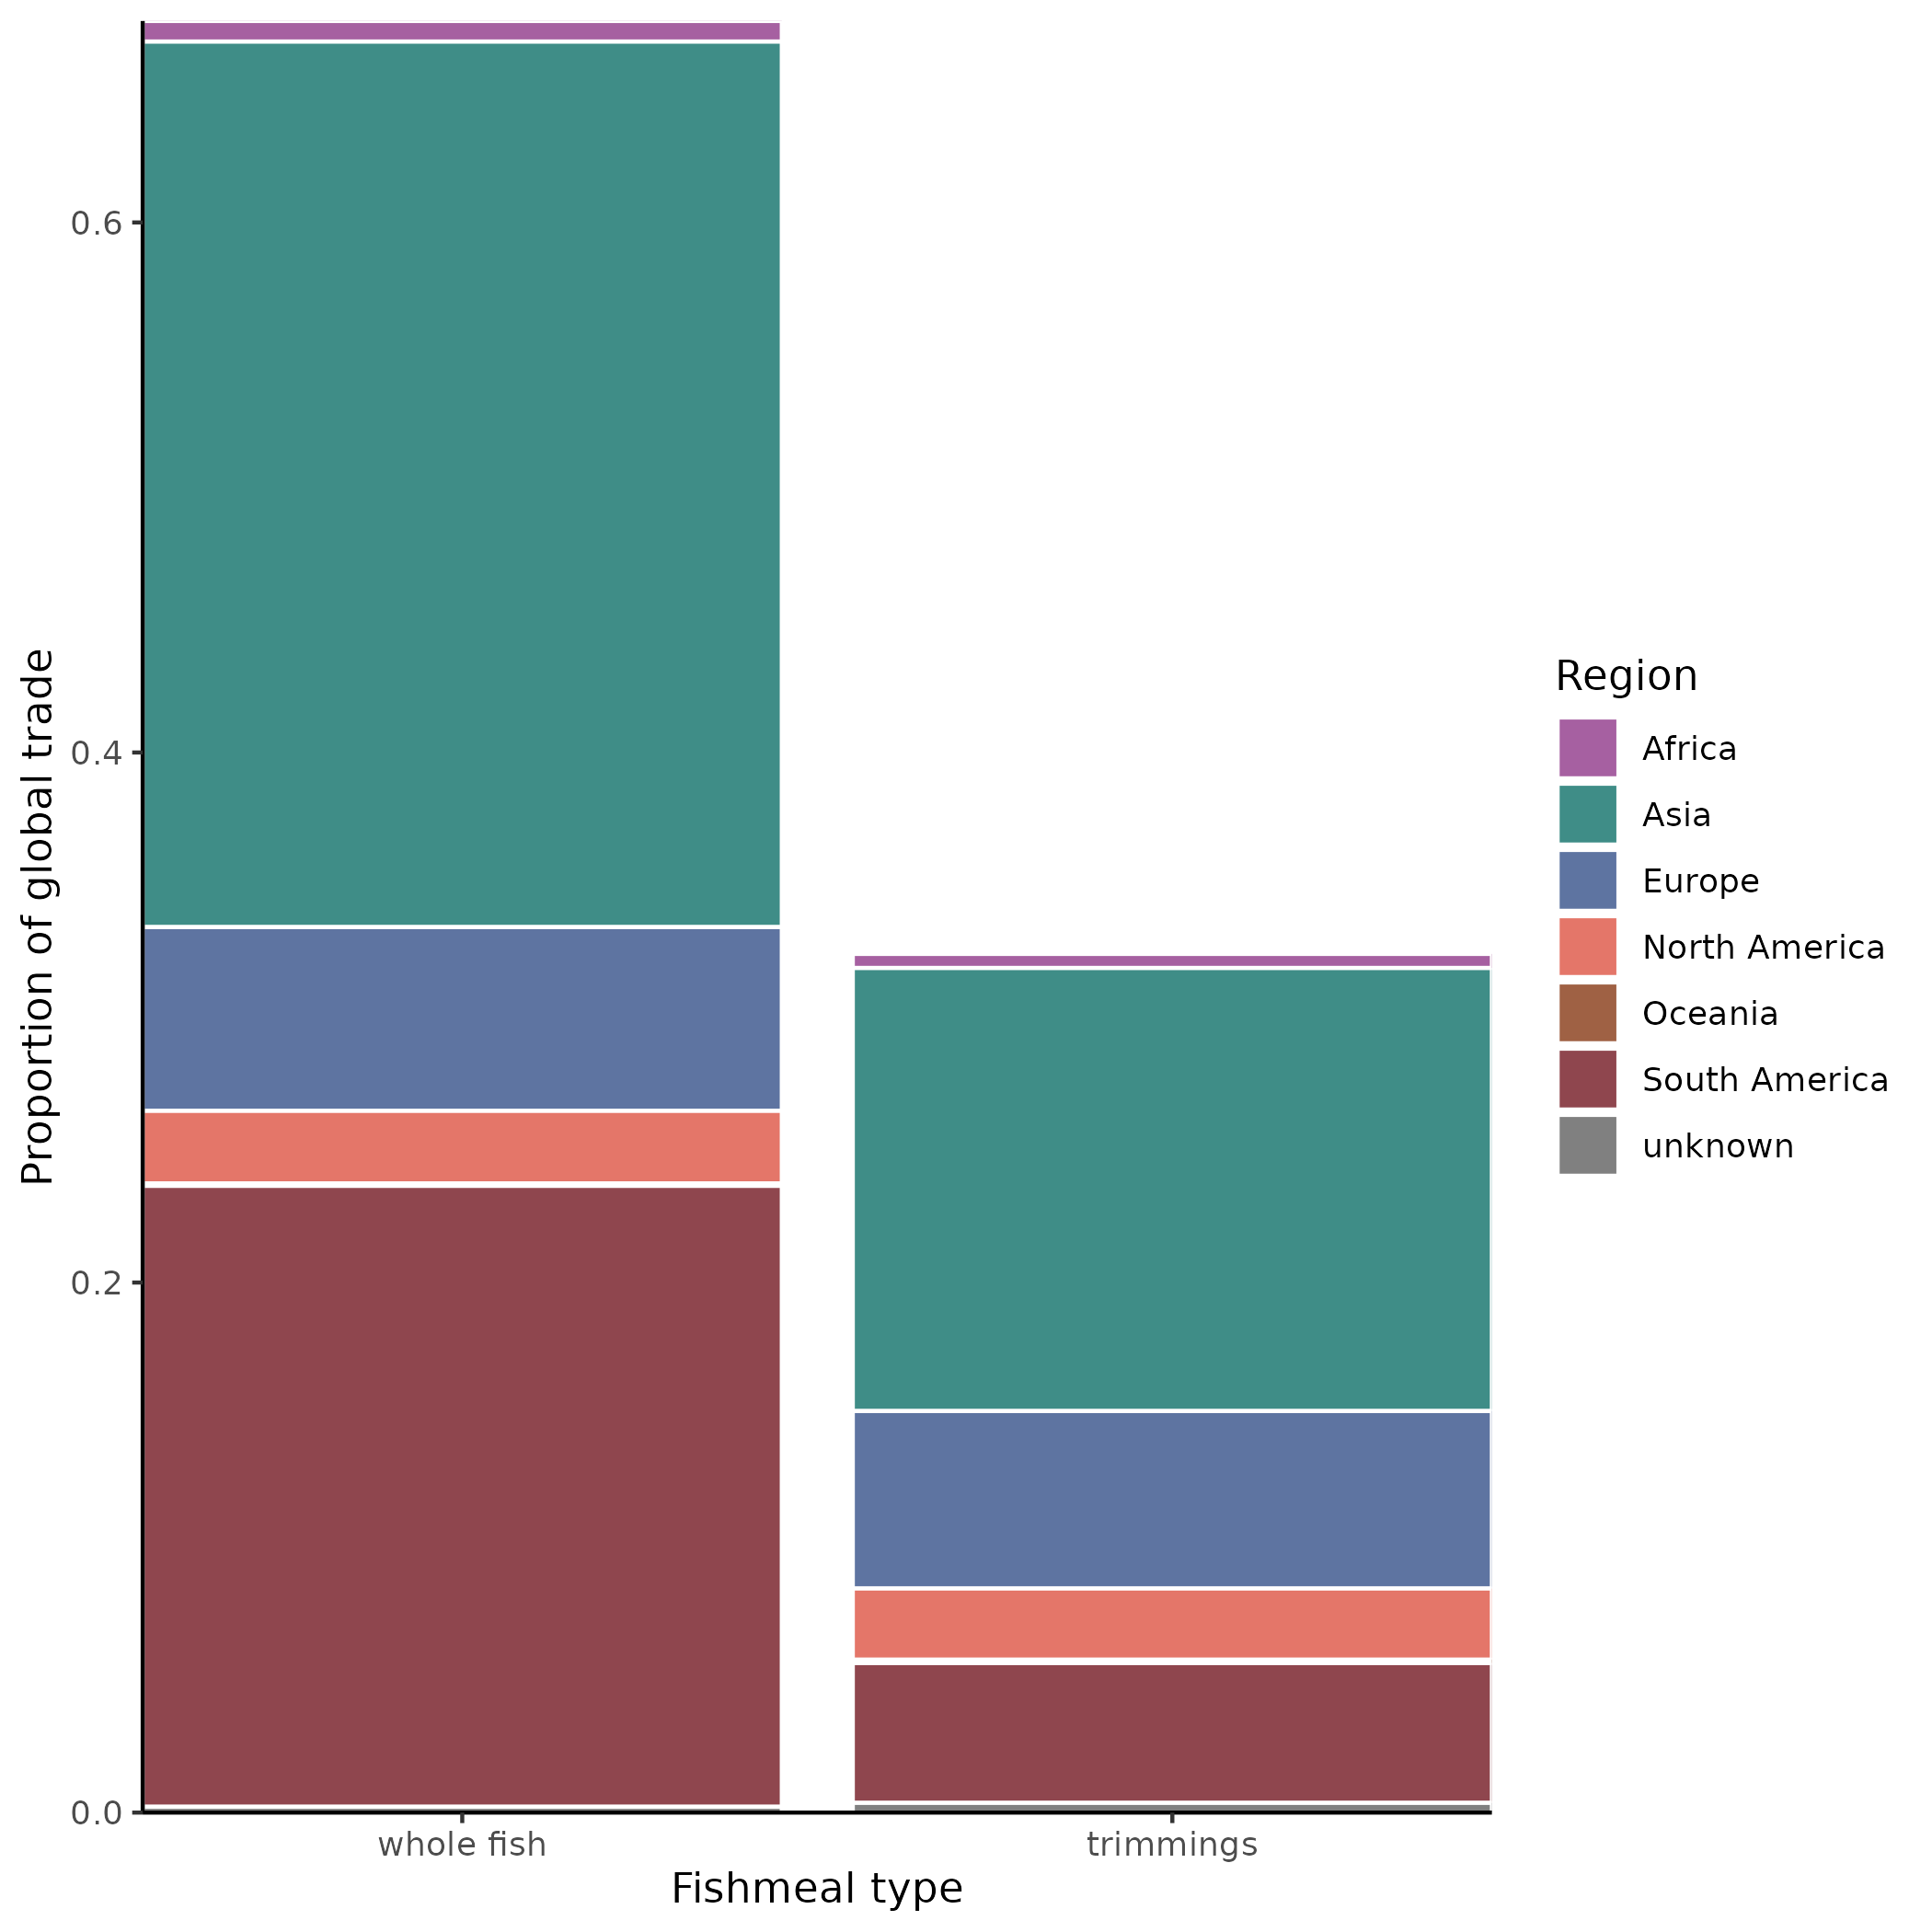 Proportion of global trade
0.6
0.4
0.2
0.0
whole fish
trimmings
Fishmeal type
Region
Africa
Asia
Europe
North America
Oceania
South America
unknown